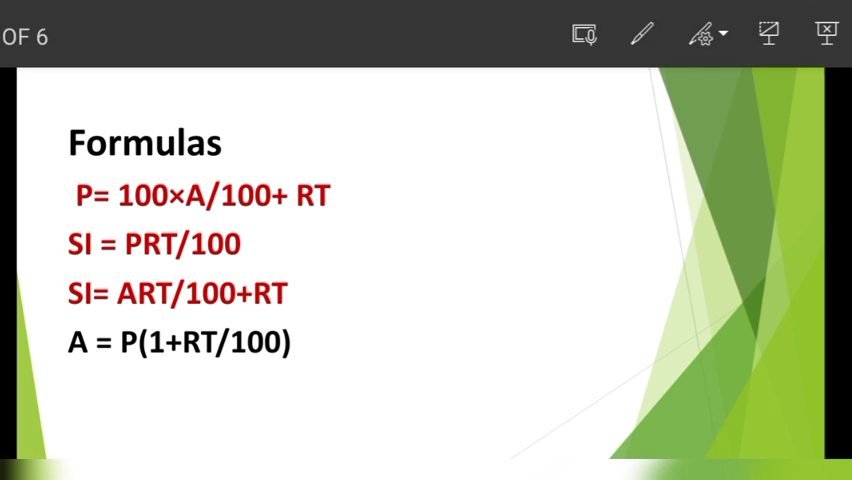 OF 6
Formulas
P= 100×A/100+ RT
SI = PRT/100
SI= ART/100+RT
A = P(1+RT/100)